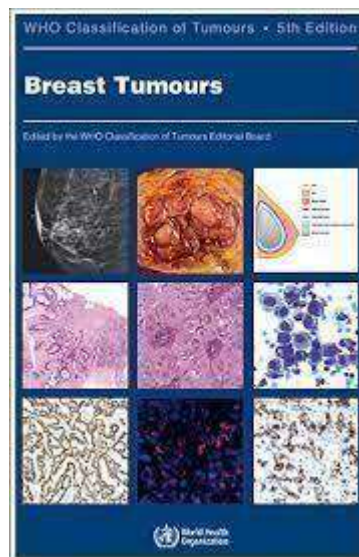 WHO Classification of Tumours • 5th Edition
Breast Tumours
Edited by the WHO Classification of Tumours Editorial Board
World Health
Organization